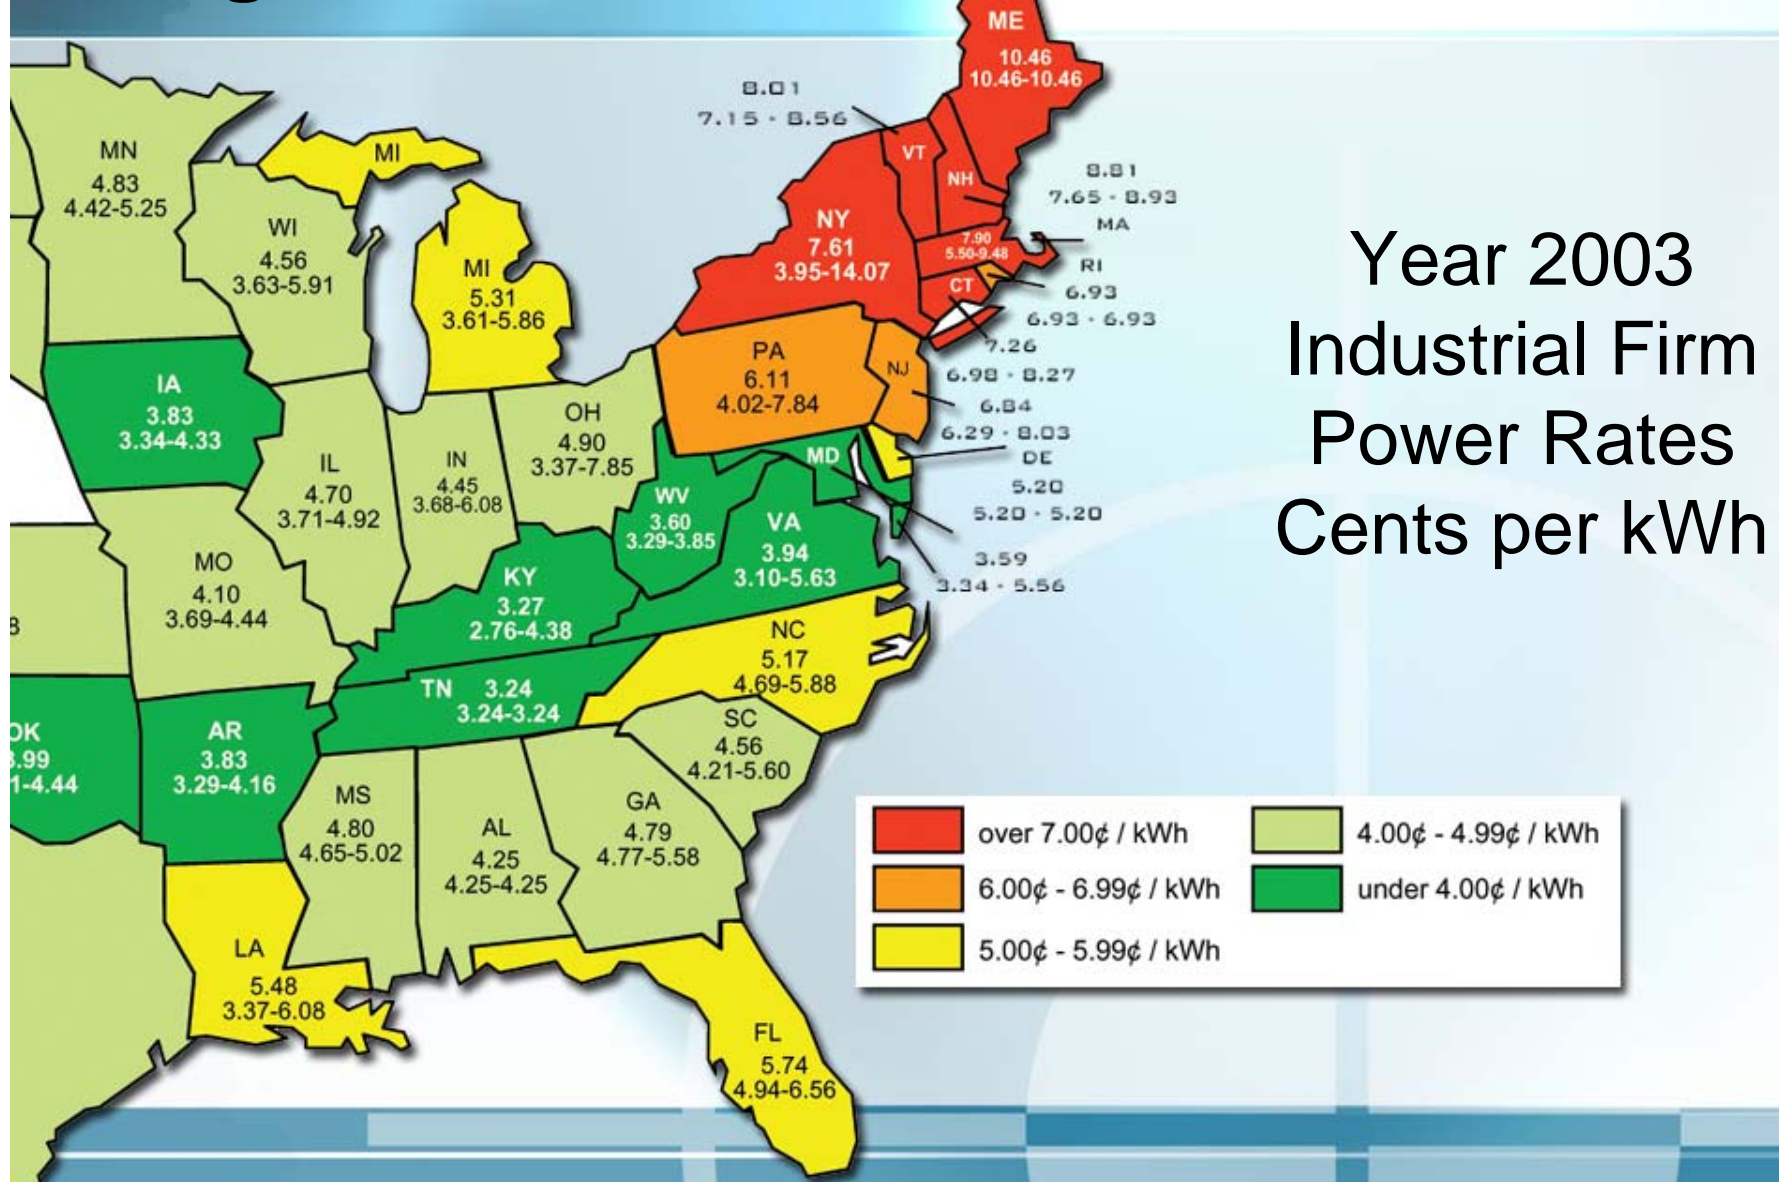 ME
10.46
10.46-10.46
8.01
7.15 - 8.56
VT
NH
8.81
7.65 - 8.93
MA
7.90
5.50-9.48
RI
6.93
6.93 - 6.93
CT
7.26
6.98 - 8.27
NY
7.61
3.95-14.07
MN
4.83
4.42-5.25
MI
WI
4.56
3.63-5.91
MI
5.31
3.61-5.86
PA
6.11
4.02-7.84
NJ
6.84
6.29 - 8.03
DE
5.20
5.20 - 5.20
MD
3.59
3.34 - 5.56
IA
3.83
3.34-4.33
IL
4.70
3.71-4.92
IN
4.45
3.68-6.08
OH
4.90
3.37-7.85
WV
3.60
3.29-3.85
VA
3.94
3.10-5.63
MO
4.10
3.69-4.44
KY
3.27
2.76-4.38
NC
5.17
4.69-5.88
TN 3.24
3.24-3.24
OK
AR
3.83
3.29-4.16
SC
4.56
4.21-5.60
MS
4.80
4.65-5.02
AL
4.25
4.25-4.25
GA
4.79
4.77-5.58
LA
5.48
3.37-6.08
FL
5.74
4.94-6.56
Year 2003
Industrial Firm
Power Rates
Cents per kWh
over 7.00¢ / kWh
6.00¢ - 6.99¢ / kWh
5.00¢ - 5.99¢ / kWh
4.00¢ - 4.99¢ / kWh
under 4.00¢ / kWh